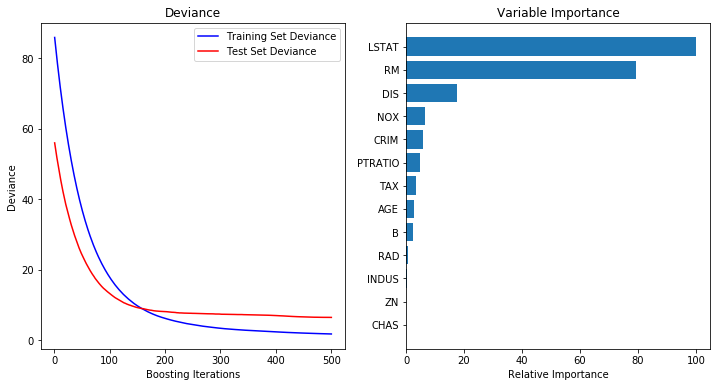 Deviance
Training Set Deviance
Test Set Deviance
80
60
40
20
0
Deviance
0 100 200 300 400 500
Boosting Iterations
Variable Importance
LSTAT
RM
DIS
NOX
CRIM
PTRATIO
TAX
AGE
B
RAD
INDUS
ZN
CHAS
0 20 40 60 80 100
Relative Importance